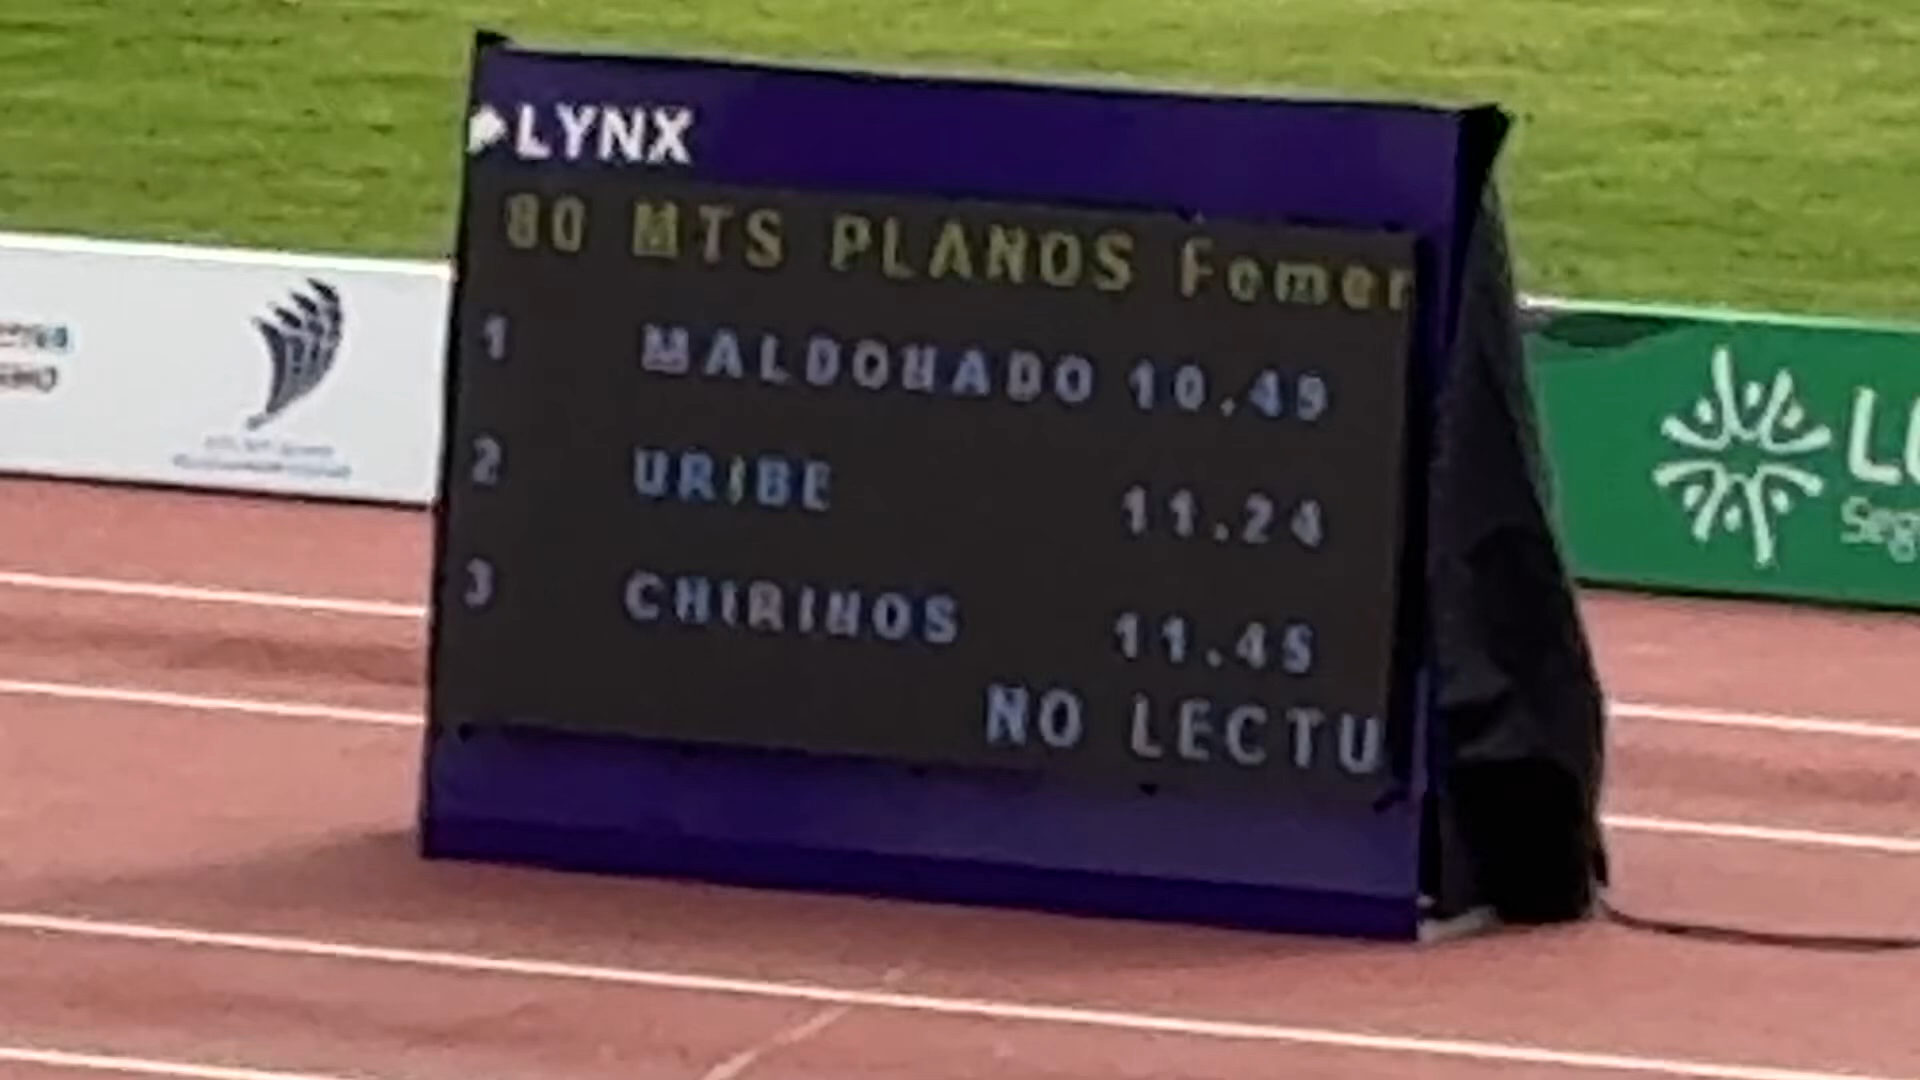 LYNX
80 MTS PLANOS Femen
1 MALDONADO 10.49
2 URIBE 11.24
3 CHIRINOS 11.45
NO LECTU
Seg